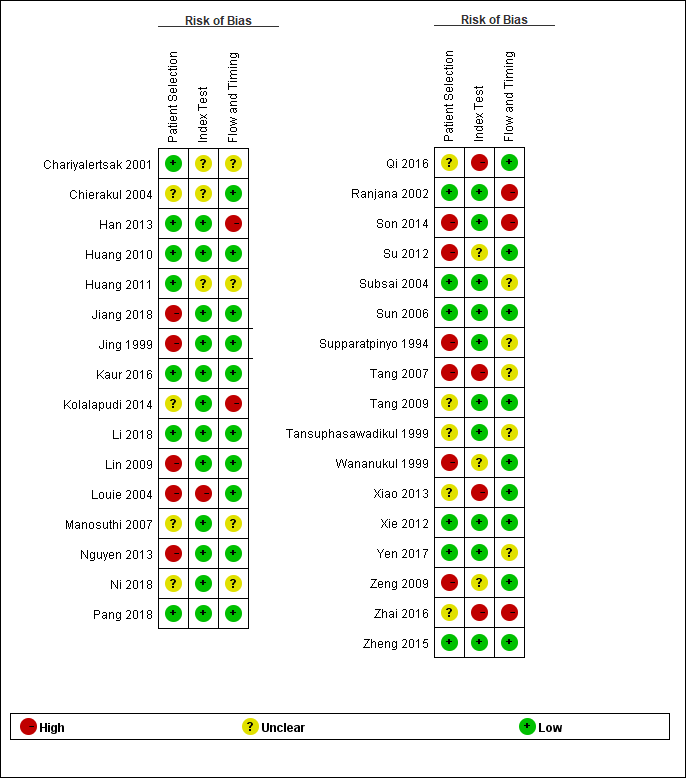 Risk of Bias
Patient Selection
Index Test
Flow and Timing
Chariyalertsak 2001 + ? ?
Chierakul 2004 ? ? +
Han 2013 + + -
Huang 2010 + + +
Huang 2011 + ? ?
Jiang 2018 - + +
Jing 1999 - + +
Kaur 2016 + + +
Kolalapudi 2014 ? + -
Li 2018 + + +
Lin 2009 - + +
Louie 2004 - - +
Manosuthi 2007 ? + ?
Nguyen 2013 - + +
Ni 2018 ? + ?
Pang 2018 + + +
Risk of Bias
Patient Selection
Index Test
Flow and Timing
Qi 2016 ? - +
Ranjana 2002 + + -
Son 2014 - + -
Su 2012 - ? +
Subsai 2004 + + ?
Sun 2006 + + +
Supparatpinyo 1994 - + ?
Tang 2007 - - ?
Tang 2009 ? + +
Tansuphasawadikul 1999 ? + ?
Wananukul 1999 - ? +
Xiao 2013 ? - +
Xie 2012 + + +
Yen 2017 + + ?
Zeng 2009 - ? +
Zhai 2016 ? - -
Zheng 2015 + + +
- High ? Unclear + Low